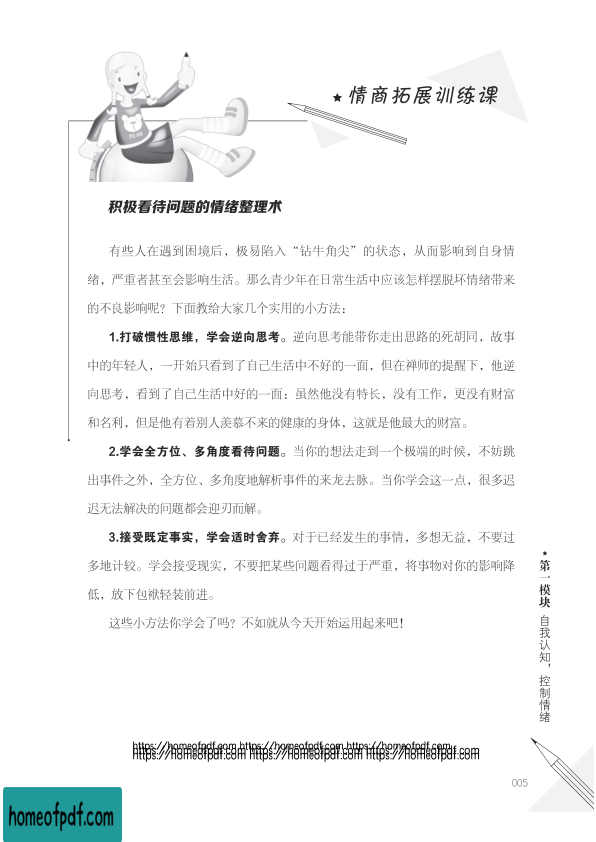 ★ 情商拓展训练课
BEAR
积极看待问题的情绪整理术
有些人在遇到困境后，极易陷入“钻牛角尖”的状态，从而影响到自身情
绪，严重者甚至会影响生活。那么青少年在日常生活中应该怎样摆脱坏情绪带来
的不良影响呢？下面教给大家几个实用的小方法：
1.打破惯性思维，学会逆向思考。逆向思考能带你走出思路的死胡同，故事
中的年轻人，一开始只看到了自己生活中不好的一面，但在禅师的提醒下，他逆
向思考，看到了自己生活中好的一面：虽然他没有特长，没有工作，更没有财富
和名利，但是他有着别人羡慕不来的健康的身体，这就是他最大的财富。
2.学会全方位、多角度看待问题。当你的想法走到一个极端的时候，不妨跳
出事件之外，全方位、多角度地解析事件的来龙去脉。当你学会这一点，很多迟
迟无法解决的问题都会迎刃而解。
3.接受既定事实，学会适时舍弃。对于已经发生的事情，多想无益，不要过
多地计较。学会接受现实，不要把某些问题看得过于严重，将事物对你的影响降
低，放下包袱轻装前进。
这些小方法你学会了吗？不如就从今天开始运用起来吧！
★第一模块 自我认知，控制情绪
https://homeofpdf.com https://homeofpdf.com https://homeofpdf.com
https://homeofpdf.com https://homeofpdf.com https://homeofpdf.com
005
homeofpdf.com